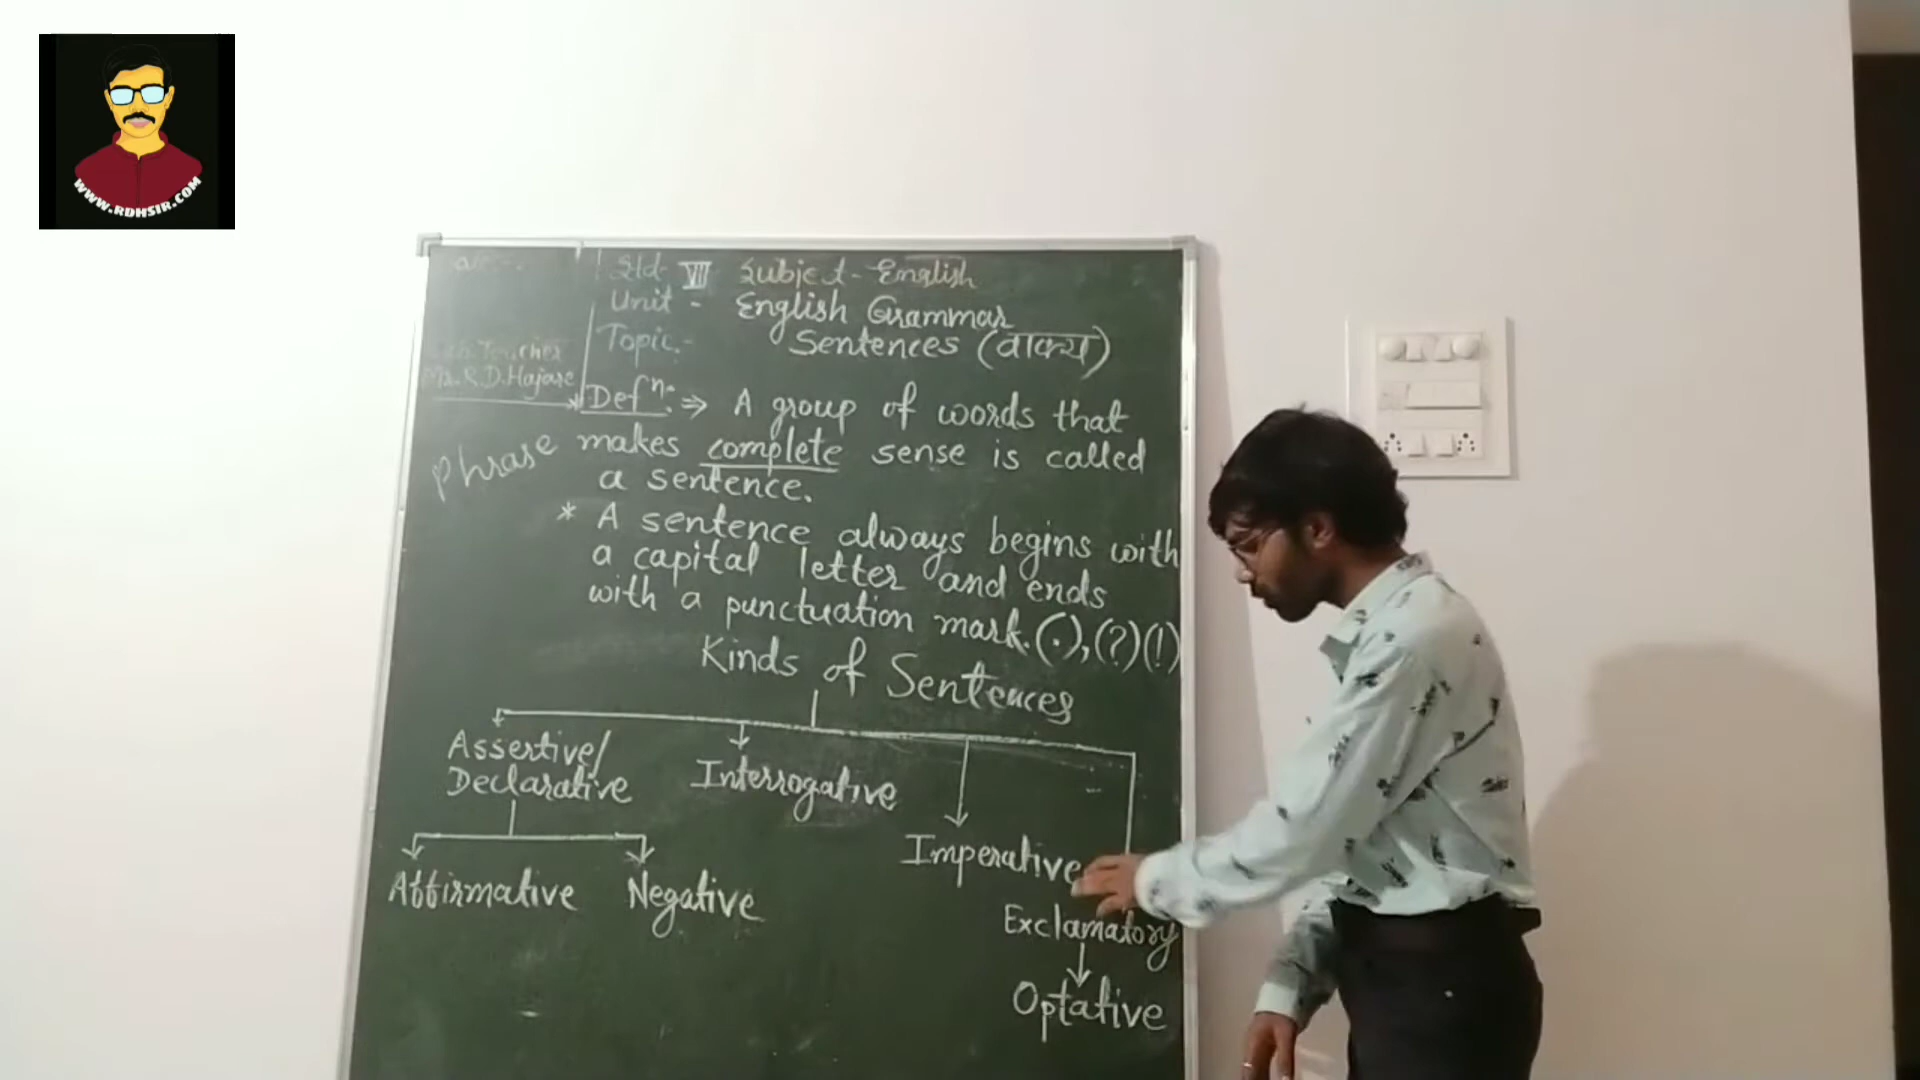 WWW.RDHSIR.COM
Std- VII Subject- English
Unit - English Grammar
Topic:- Sentences (वाक्य)
Teacher
Mr. R.D. Hajare
Defⁿ: ⇒ A group of words that
Phrase makes complete sense is called
a sentence.
* A sentence always begins with
a capital letter and ends
with a punctuation mark. (.), (?) (!)
Kinds of Sentences
Assertive/
Declarative
Interrogative
Imperative
Exclamatory
Affirmative
Negative
Optative